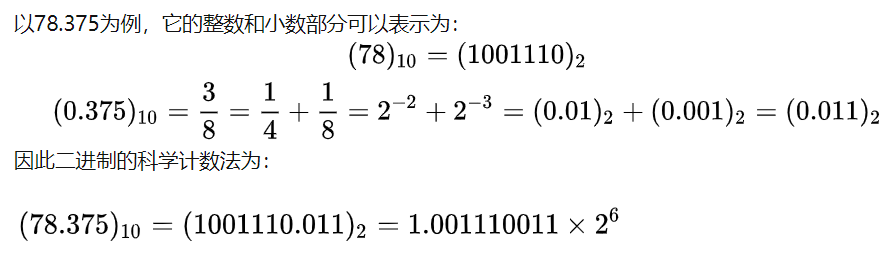 以78.375为例，它的整数和小数部分可以表示为：
(78)₁₀ = (1001110)₂
(0.375)₁₀ = 3/8 = 1/4 + 1/8 = 2⁻² + 2⁻³ = (0.01)₂ + (0.001)₂ = (0.011)₂
因此二进制的科学计数法为：
(78.375)₁₀ = (1001110.011)₂ = 1.001110011 × 2⁶